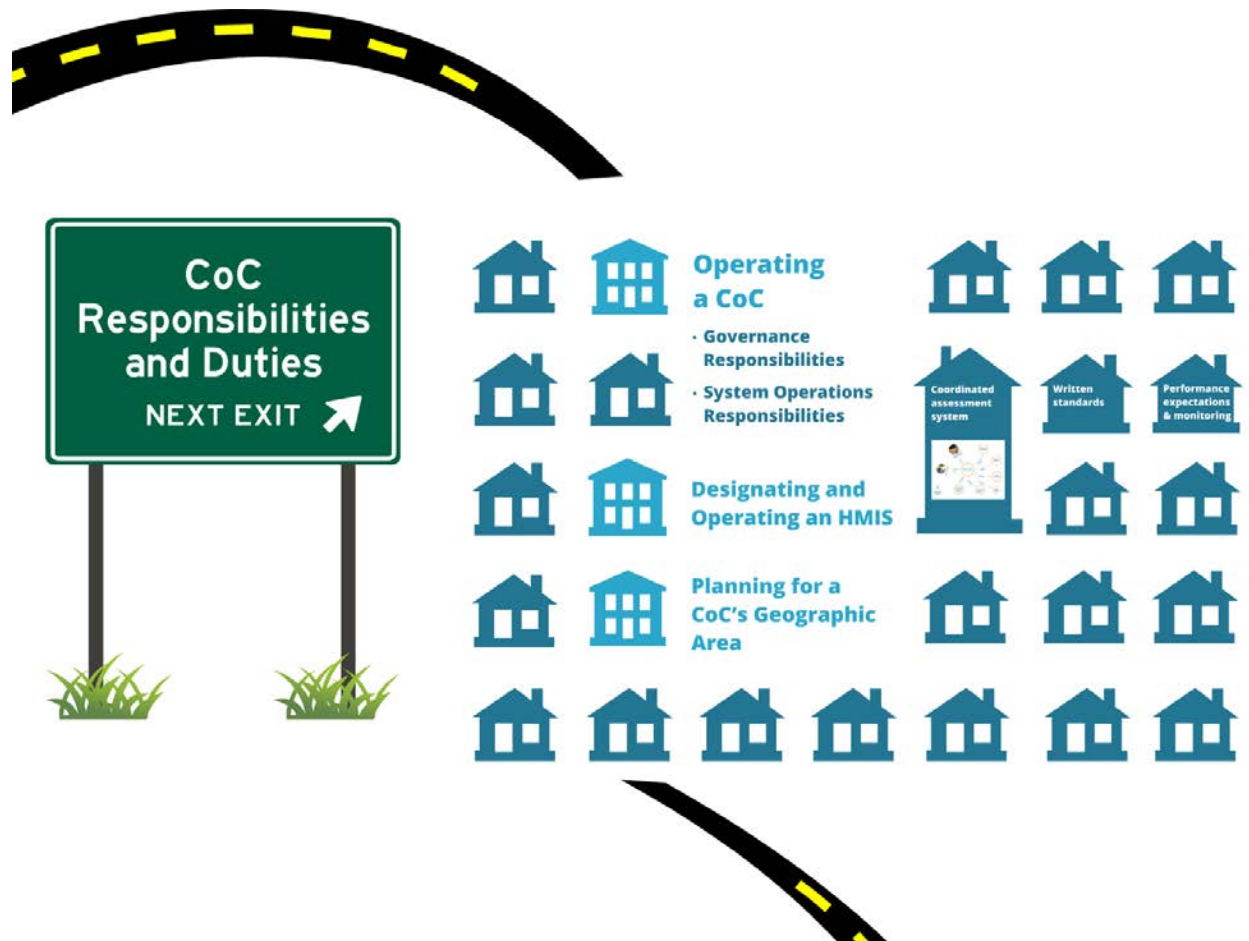 CoC
Responsibilities
and Duties
NEXT EXIT
Operating
a CoC
· Governance
Responsibilities
· System Operations
Responsibilities
Designating and
Operating an HMIS
Planning for a
CoC's Geographic
Area
Coordinated
assessment
system
Written
standards
Performance
expectations
& monitoring